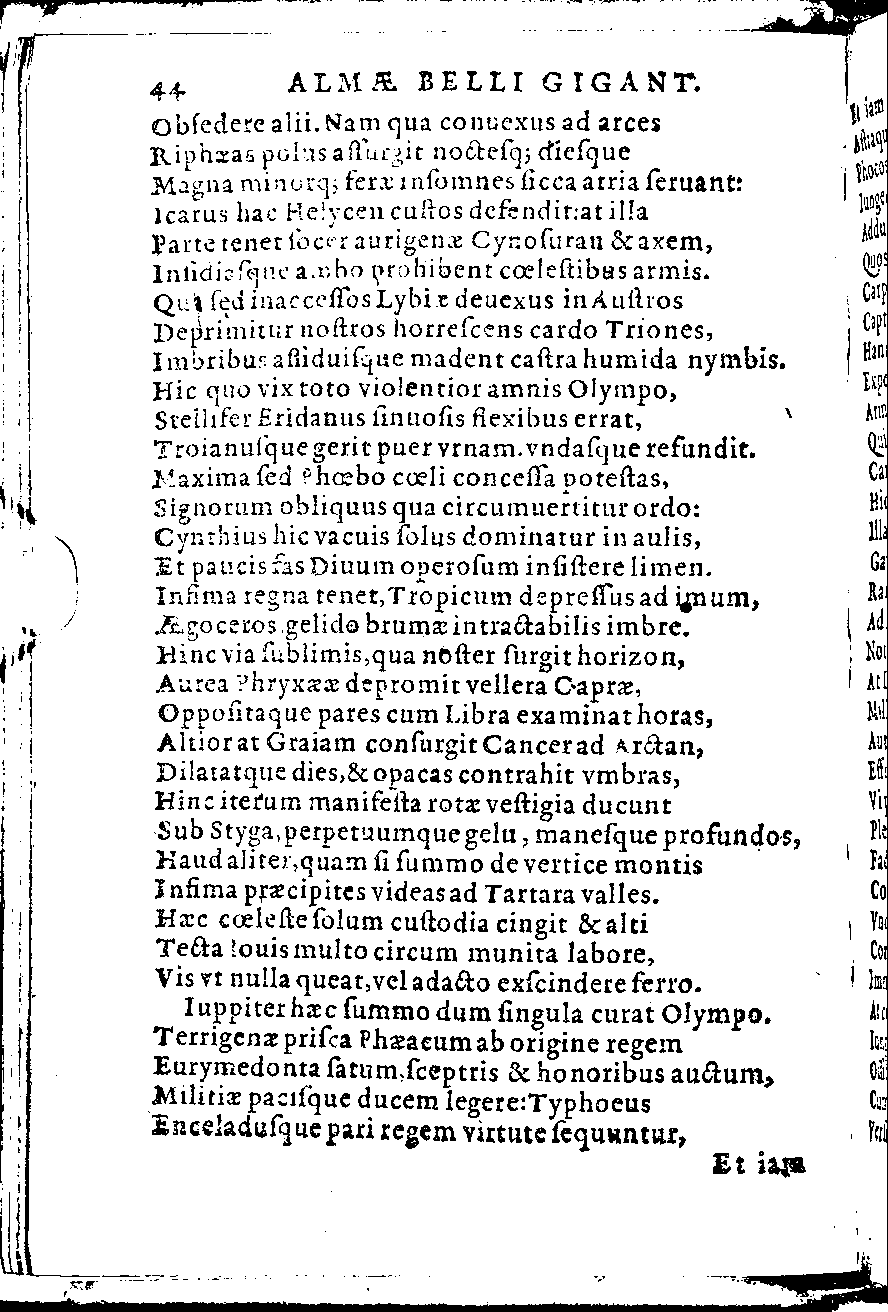 44 ALMÆ BELLI GIGANT.
Obſedere alii. Nam qua conuexus ad arces
Riphæas polus aſſurgit nocteſq; dieſque
Magna minorq; feræ inſomnes ſicca atria ſeruant:
Icarus hac Helycen cuſtos defendit: at illa
Parte tenet ſocer aurigenæ Cynoſuran & axem,
Inſidiaſque ambo prohibent cœleſtibus armis.
Qua ſed inacceſſos Lybiæ deuexus in Auſtros
Deprimitur noſtros horreſcens cardo Triones,
Imbribus aſſiduiſque madent caſtra humida nymbis.
Hic quo vix toto violentior amnis Olympo,
Stellifer Eridanus ſinuoſis flexibus errat,
Troianuſque gerit puer vrnam. vndaſque refundit.
Maxima ſed Phœbo cœli conceſſa poteſtas,
Signorum obliquus qua circumuertitur ordo:
Cynthius hic vacuis ſolus dominatur in aulis,
Et paucis fas Diuum operoſum inſiſtere limen.
Infima regna tenet, Tropicum depreſſus ad imum,
Ægoceros gelido brumæ intractabilis imbre.
Hinc via ſublimis, qua noſter ſurgit horizon,
Aurea Phryxææ depromit vellera Capræ,
Oppoſitaque pares cum Libra examinat horas,
Altior at Graiam conſurgit Cancer ad Arctan,
Dilatatque dies, & opacas contrahit vmbras,
Hinc iterum manifeſta rotæ veſtigia ducunt
Sub Styga, perpetuumque gelu, maneſque profundos,
Haud aliter, quam ſi ſummo de vertice montis
Infima præcipites videas ad Tartara valles.
Hæc cœleſte ſolum cuſtodia cingit & alti
Tecta Iouis multo circum munita labore,
Vis vt nulla queat, vel adacto exſcindere ferro.
Iuppiter hæc ſummo dum ſingula curat Olympo.
Terrigenæ priſca Phæacum ab origine regem
Eurymedonta ſatum, ſceptris & honoribus auctum,
Militiæ paciſque ducem legere: Typhoeus
Enceladuſque pari regem virtute ſequuntur,
Et iam